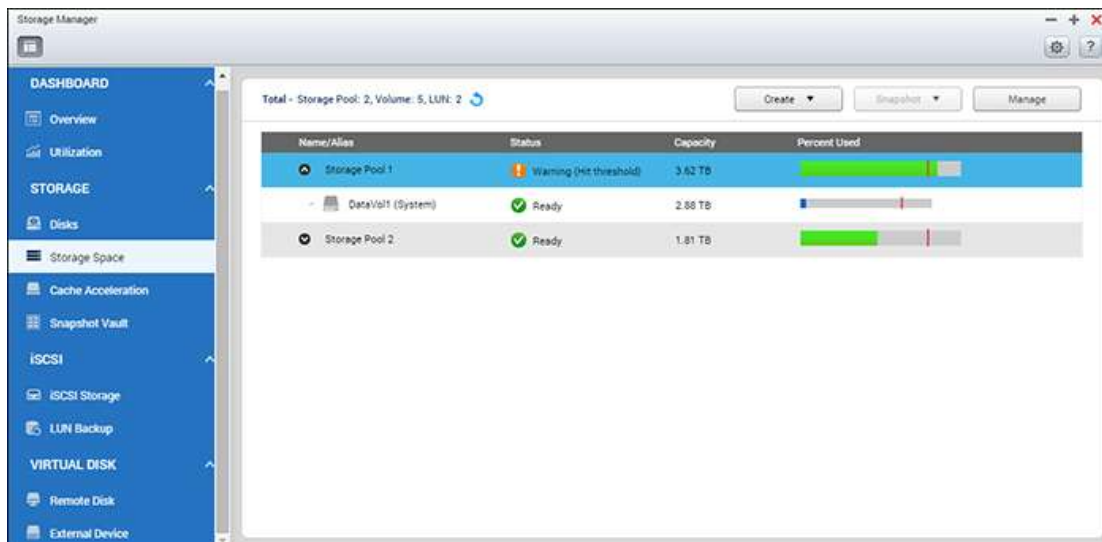 Storage Manager
DASHBOARD
Overview
Utilization
STORAGE
Disks
Storage Space
Cache Acceleration
Snapshot Vault
iSCSI
iSCSI Storage
LUN Backup
VIRTUAL DISK
Remote Disk
External Device
Total - Storage Pool: 2, Volume: 5, LUN: 2
Create
Snapshot
Manage
Name/Alias Status Capacity Percent Used
Storage Pool 1 Warning (Hit threshold) 3.62 TB
DataVol1 (System) Ready 2.88 TB
Storage Pool 2 Ready 1.81 TB